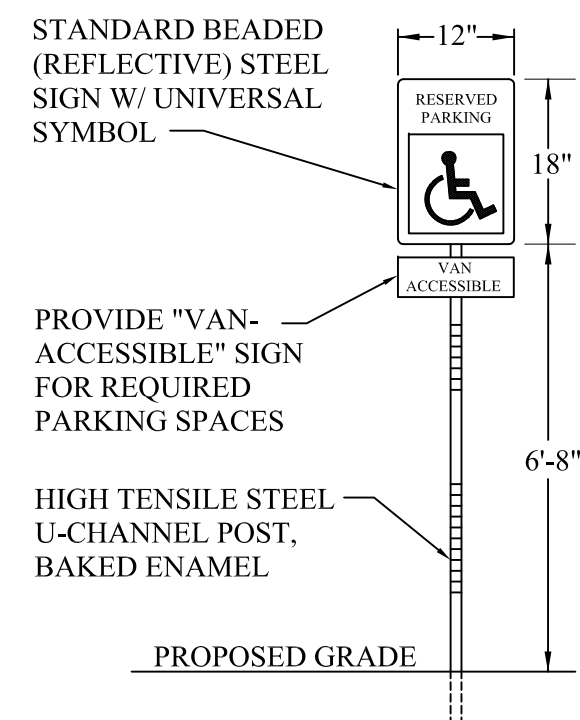 STANDARD BEADED
(REFLECTIVE) STEEL
SIGN W/ UNIVERSAL
SYMBOL
12"
RESERVED
PARKING
18"
VAN
ACCESSIBLE
PROVIDE "VAN-
ACCESSIBLE" SIGN
FOR REQUIRED
PARKING SPACES
6'-8"
HIGH TENSILE STEEL
U-CHANNEL POST,
BAKED ENAMEL
PROPOSED GRADE